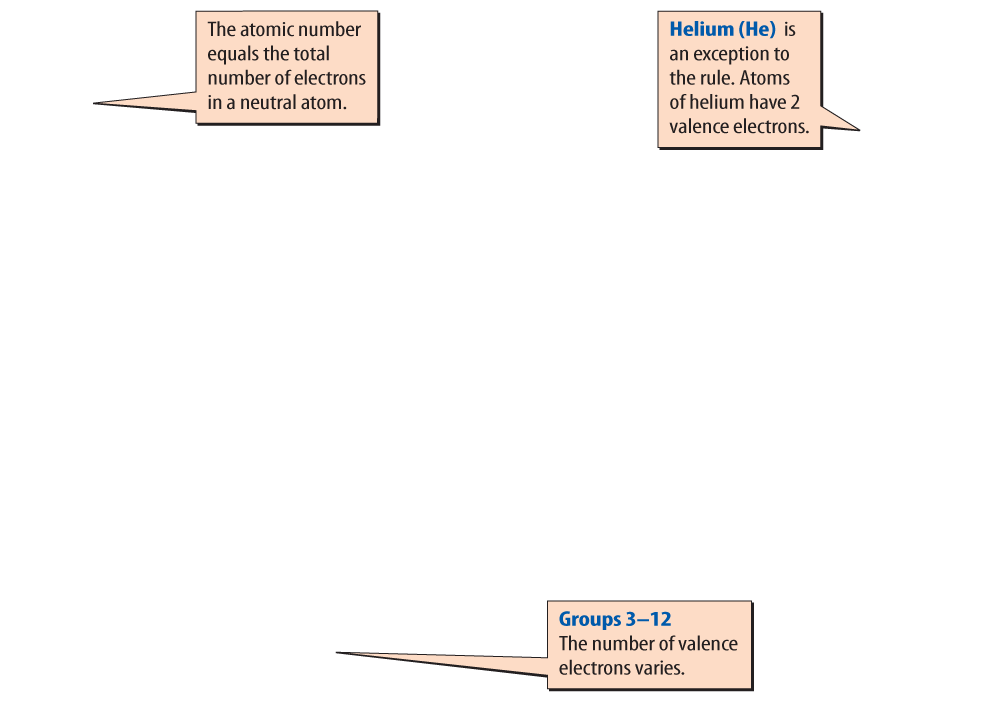 The atomic number
equals the total
number of electrons
in a neutral atom.
Helium (He) is
an exception to
the rule. Atoms
of helium have 2
valence electrons.
Groups 3–12
The number of valence
electrons varies.